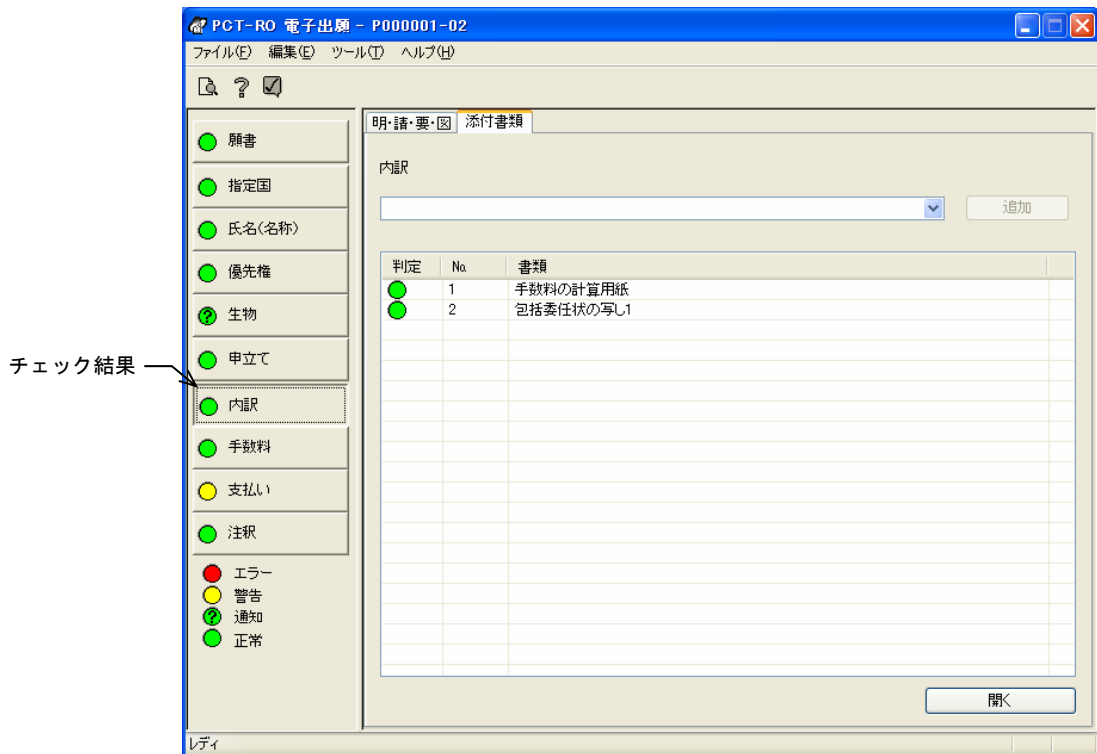 PCT-RO 電子出願 - P000001-02
ファイル(F) 編集(E) ツール(T) ヘルプ(H)
明・請・要・図 添付書類
願書
指定国
氏名(名称)
優先権
生物
申立て
チェック結果
内訳
手数料
支払い
注釈
エラー
警告
通知
正常
内訳
追加
判定 No. 書類
1 手数料の計算用紙
2 包括委任状の写し1
開く
レディ